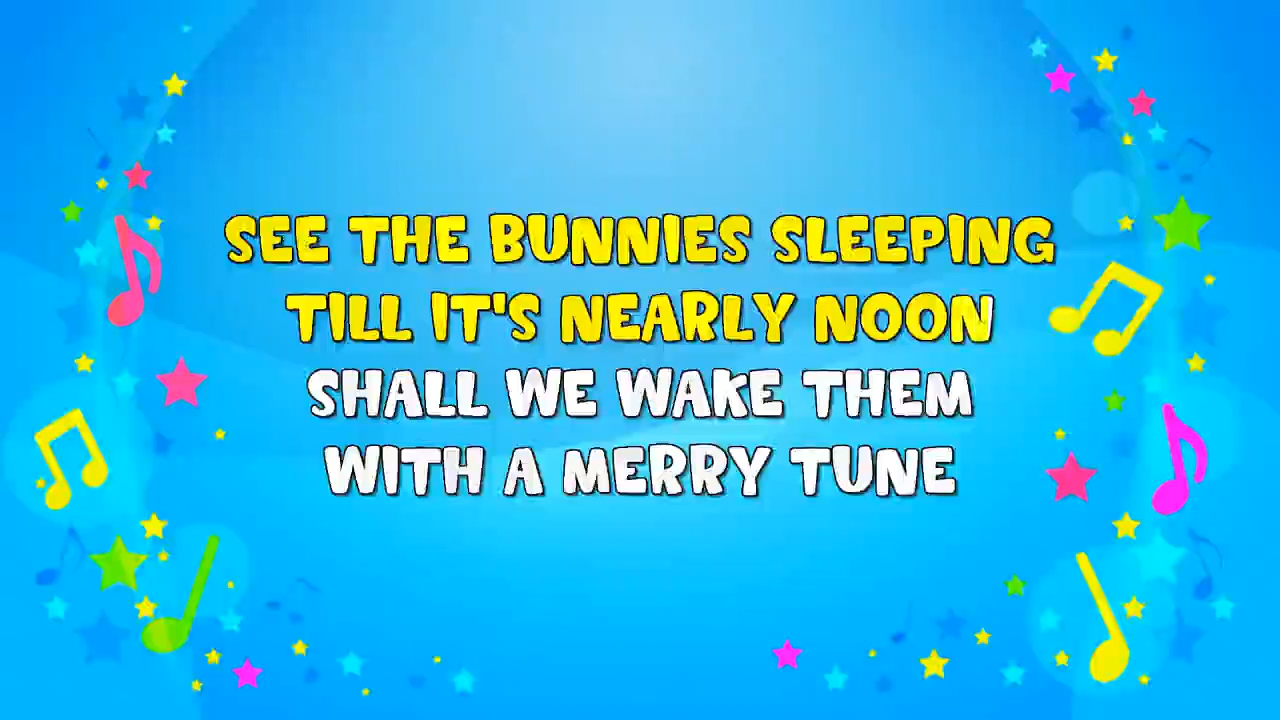 SEE THE BUNNIES SLEEPING
TILL IT'S NEARLY NOON
SHALL WE WAKE THEM
WITH A MERRY TUNE